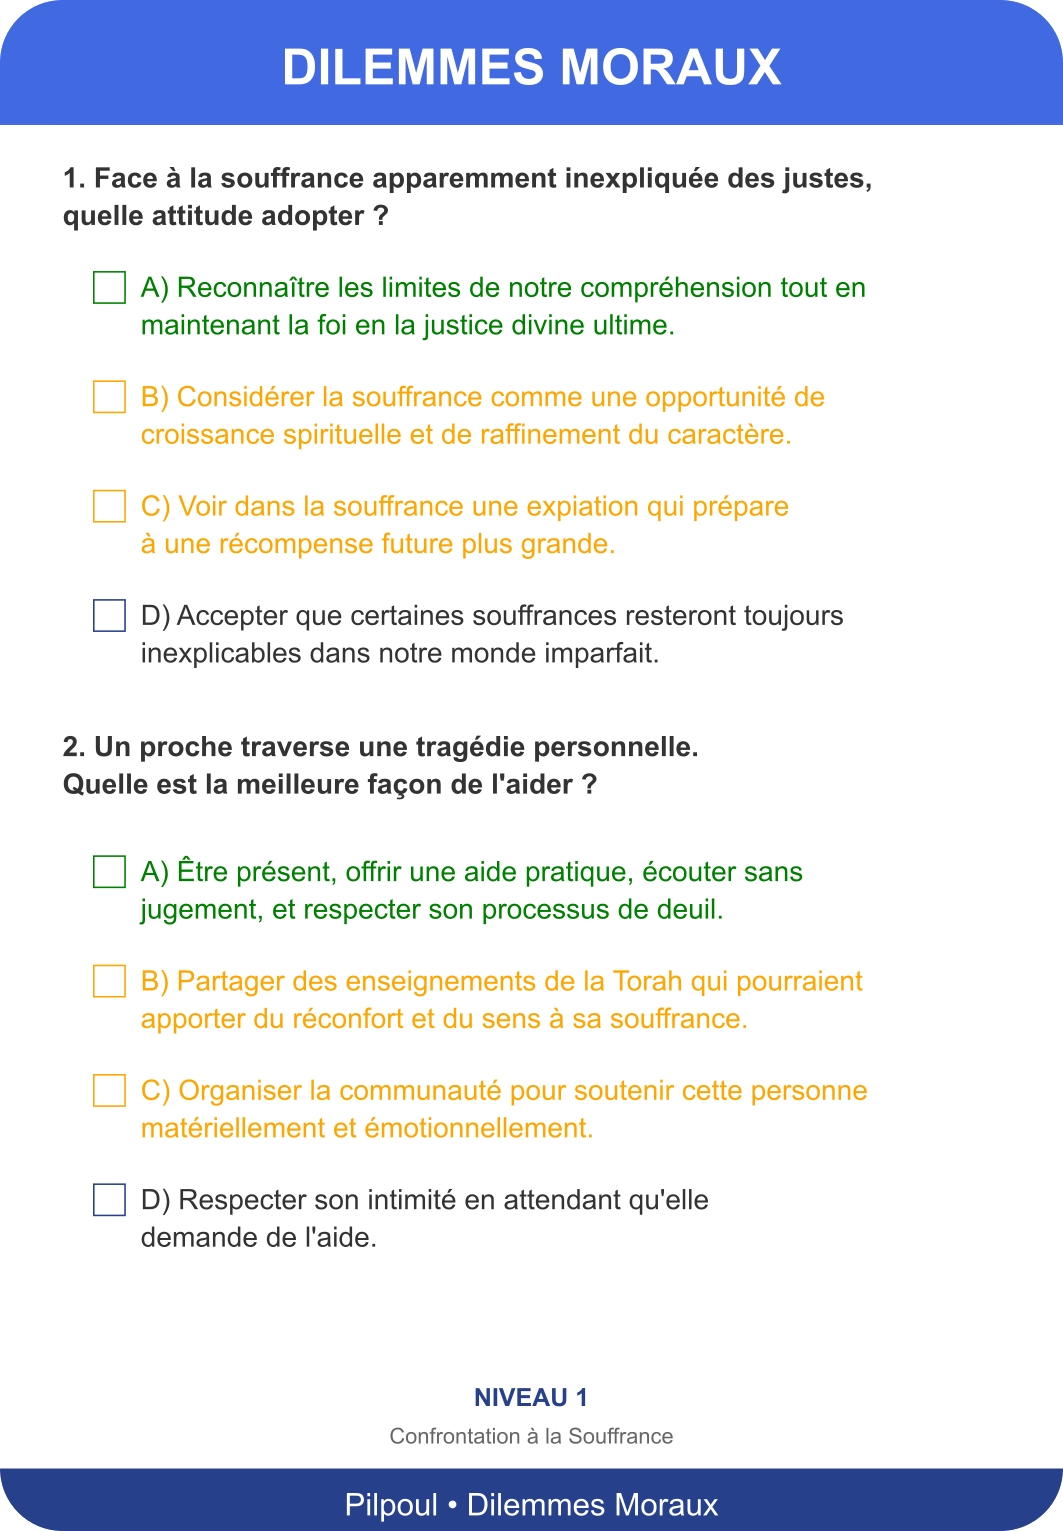 DILEMMES MORAUX
1. Face à la souffrance apparemment inexpliquée des justes,
quelle attitude adopter ?
A) Reconnaître les limites de notre compréhension tout en
maintenant la foi en la justice divine ultime.
B) Considérer la souffrance comme une opportunité de
croissance spirituelle et de raffinement du caractère.
C) Voir dans la souffrance une expiation qui prépare
à une récompense future plus grande.
D) Accepter que certaines souffrances resteront toujours
inexplicables dans notre monde imparfait.
2. Un proche traverse une tragédie personnelle.
Quelle est la meilleure façon de l'aider ?
A) Être présent, offrir une aide pratique, écouter sans
jugement, et respecter son processus de deuil.
B) Partager des enseignements de la Torah qui pourraient
apporter du réconfort et du sens à sa souffrance.
C) Organiser la communauté pour soutenir cette personne
matériellement et émotionnellement.
D) Respecter son intimité en attendant qu'elle
demande de l'aide.
NIVEAU 1
Confrontation à la Souffrance
Pilpoul • Dilemmes Moraux